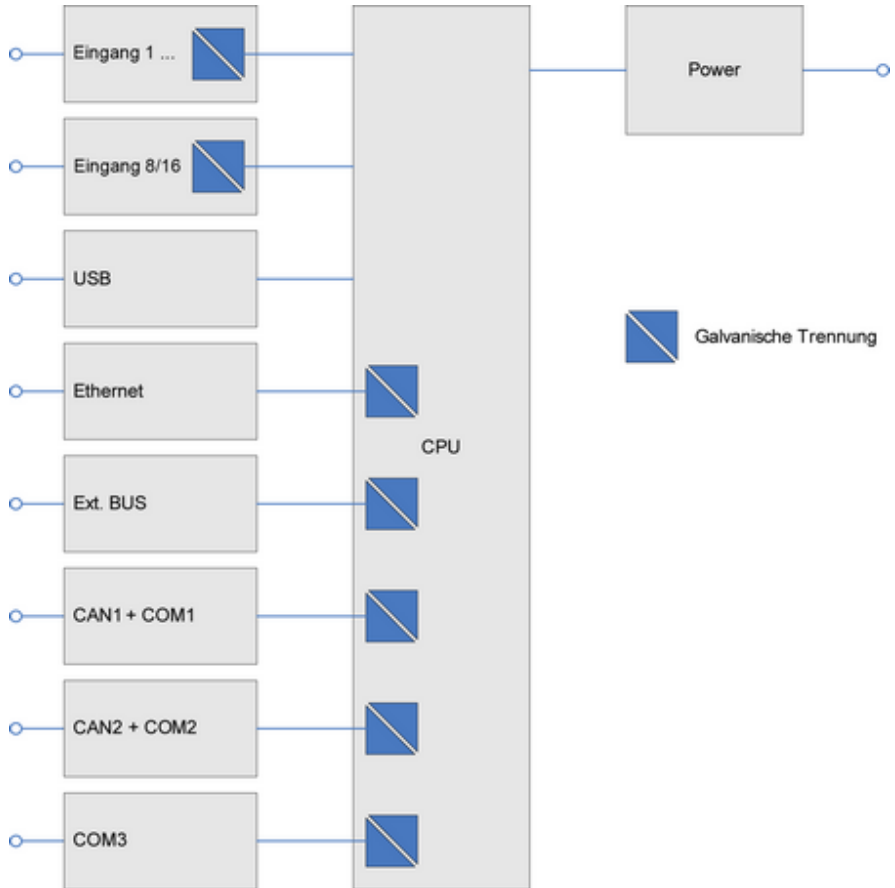 Eingang 1 ...
Eingang 8/16
USB
Ethernet
Ext. BUS
CAN1 + COM1
CAN2 + COM2
COM3
CPU
Power
Galvanische Trennung